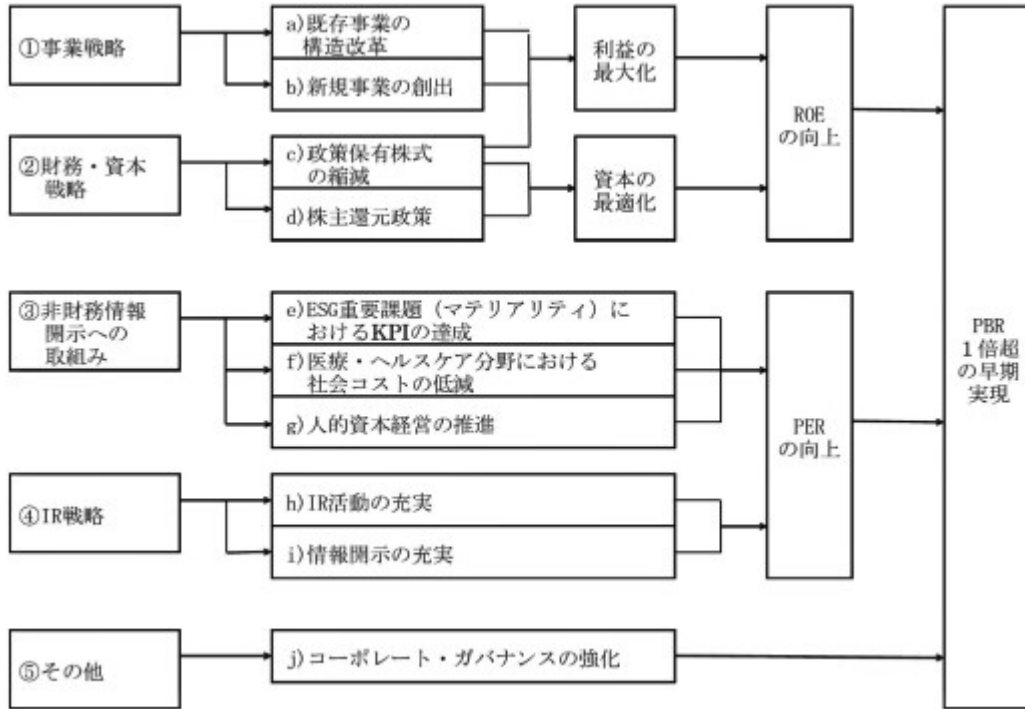 ①事業戦略
a)既存事業の
構造改革
b)新規事業の創出
利益の
最大化
②財務・資本
戦略
c)政策保有株式
の縮減
d)株主還元政策
資本の
最適化
ROE
の向上
③非財務情報
開示への
取組み
e)ESG重要課題（マテリアリティ）に
おけるKPIの達成
f)医療・ヘルスケア分野における
社会コストの低減
g)人的資本経営の推進
④IR戦略
h)IR活動の充実
i)情報開示の充実
PER
の向上
⑤その他
j)コーポレート・ガバナンスの強化
PBR
１倍超
の早期
実現